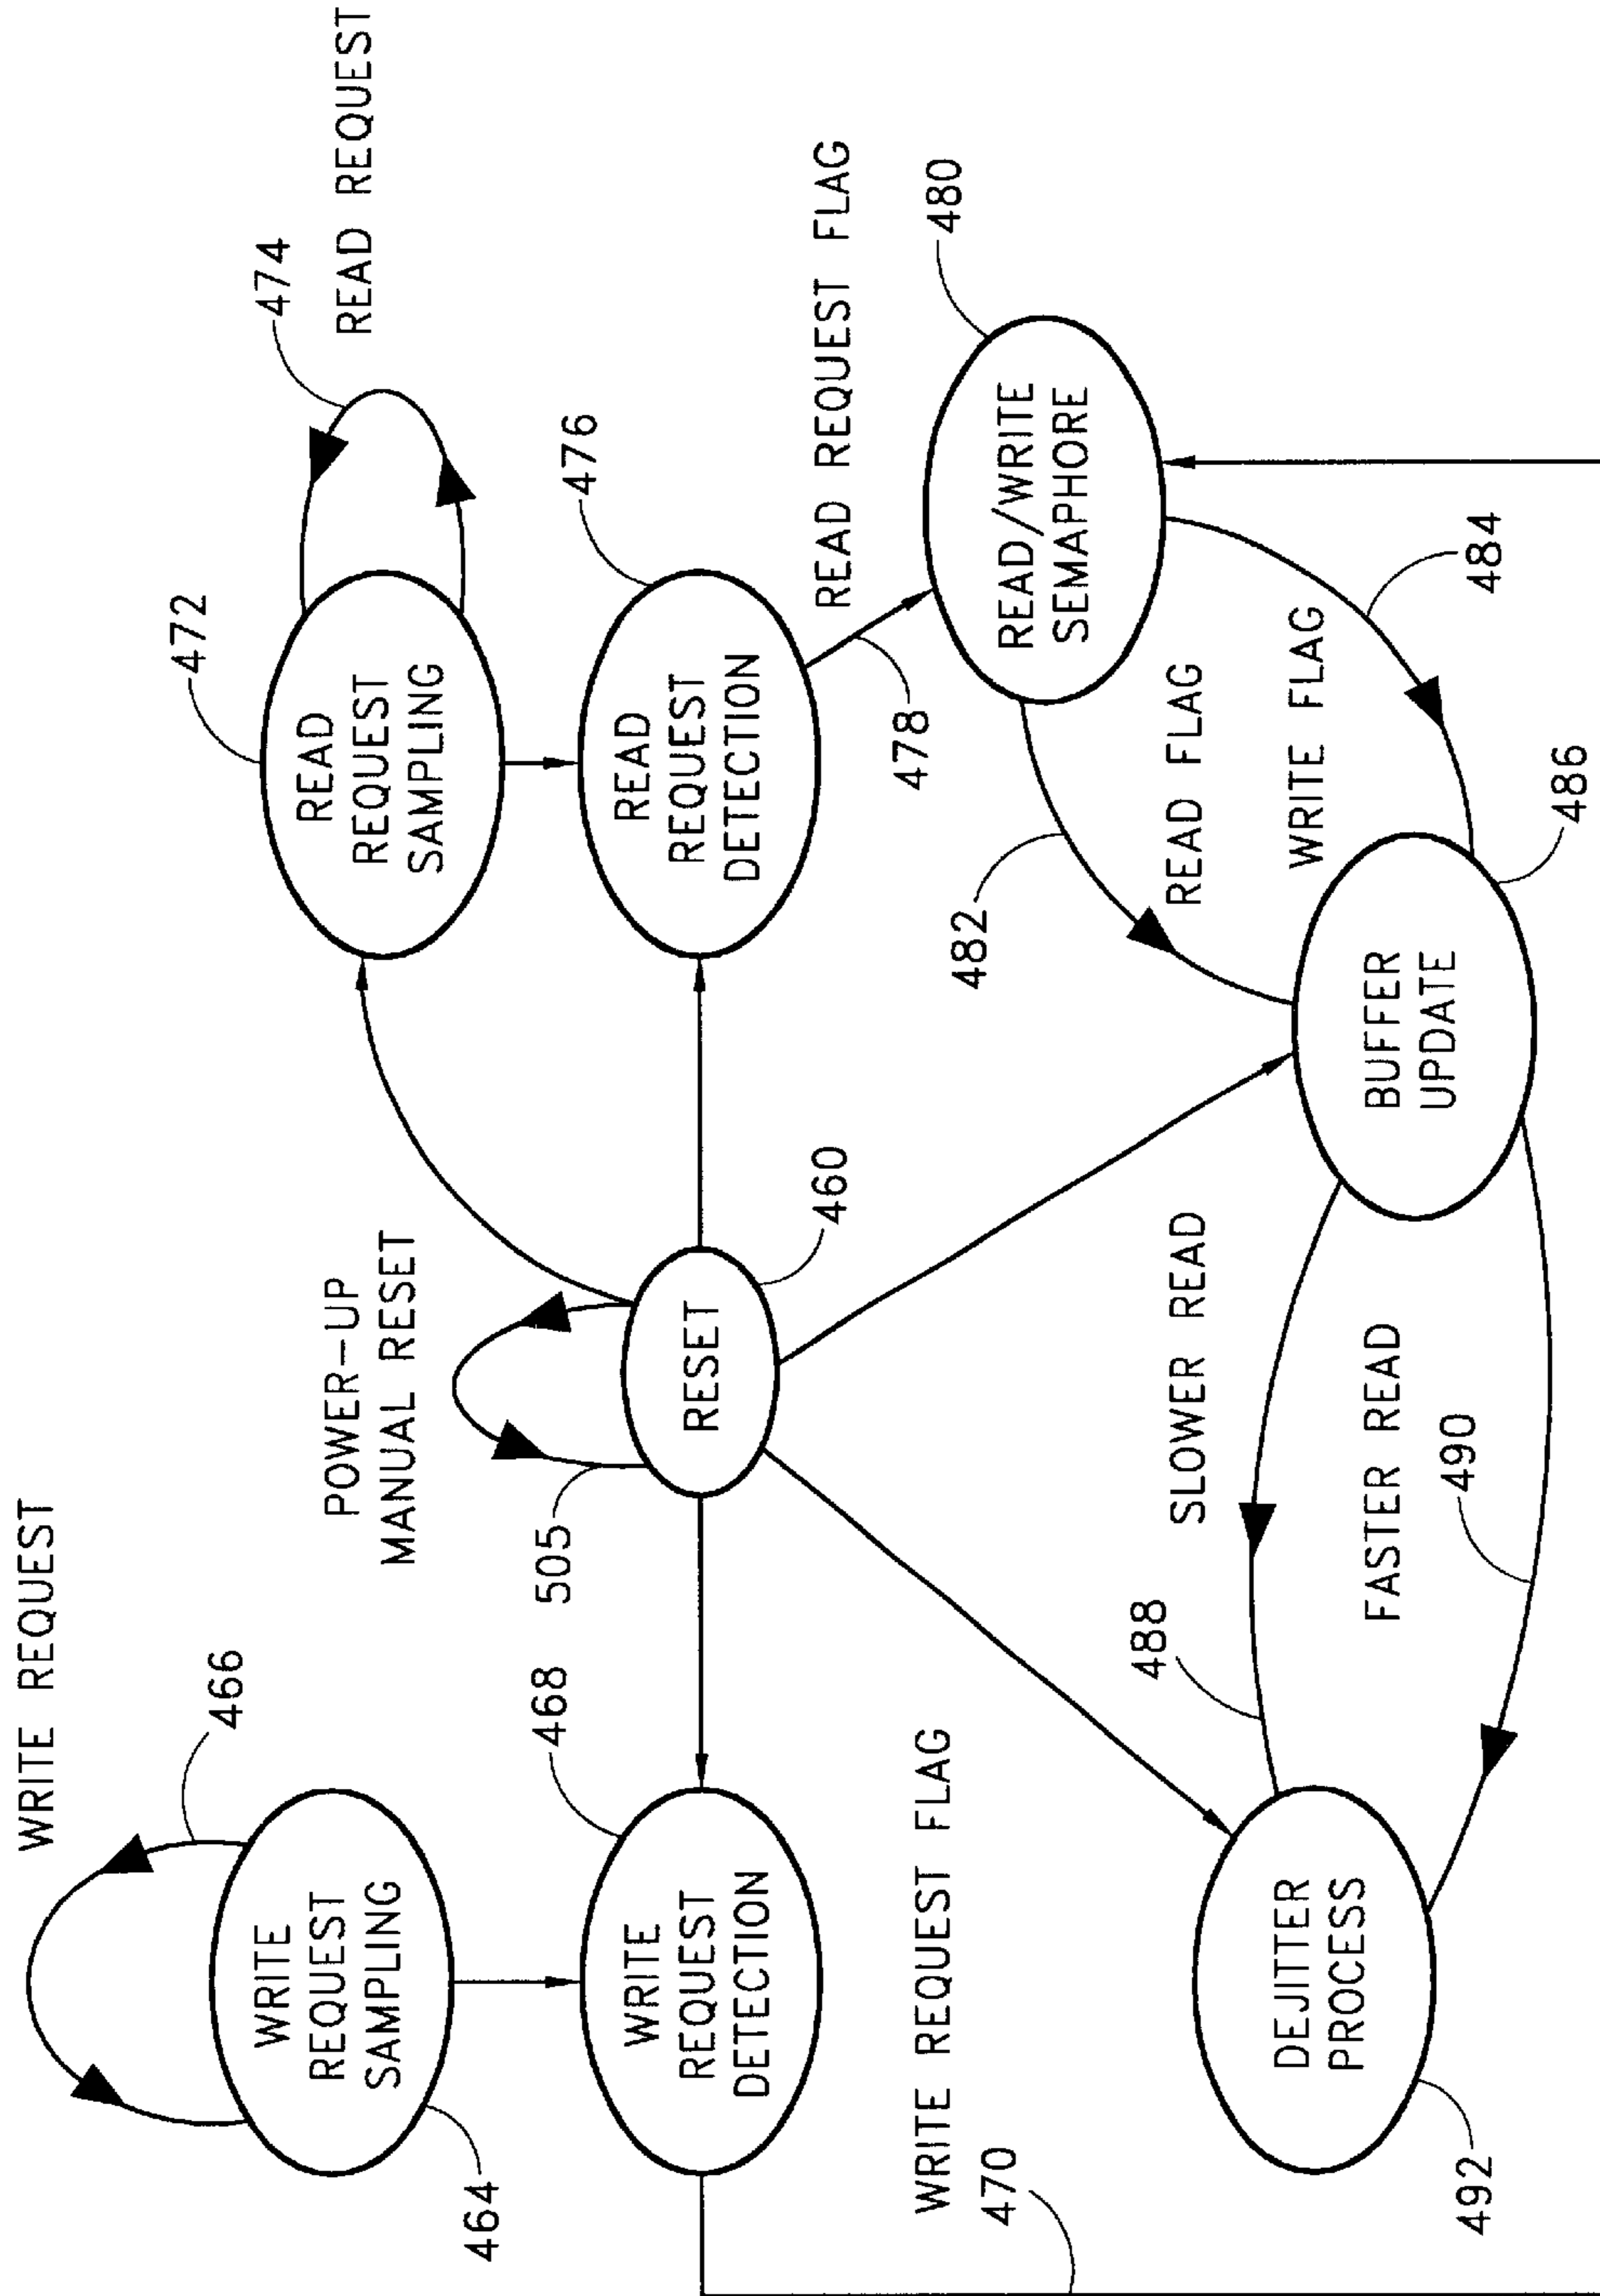 WRITE REQUEST
466
WRITE
REQUEST
SAMPLING
464
POWER-UP
MANUAL RESET
505
RESET
460
472
READ
REQUEST
SAMPLING
474
READ REQUEST
468
WRITE
REQUEST
DETECTION
476
READ
REQUEST
DETECTION
READ REQUEST FLAG
478
480
READ/WRITE
SEMAPHORE
WRITE REQUEST FLAG
470
482
READ FLAG
WRITE FLAG
484
SLOWER READ
488
FASTER READ
490
BUFFER
UPDATE
486
DEJITTER
PROCESS
492